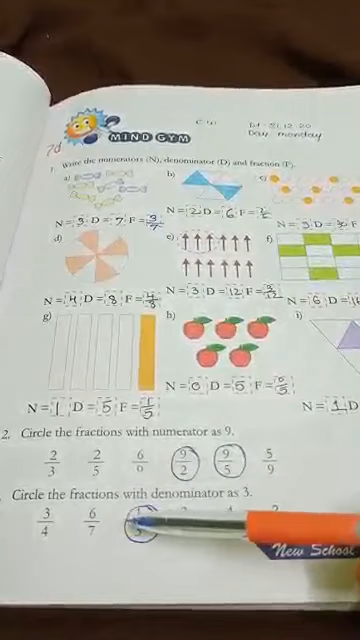 C.W
Dt- 21.12.20
Day Monday
7d
MIND GYM
1. Write the numerators (N), denominator (D) and fraction (F).
a) b) c)
N = 3 D = 7 F = 3/7 N = 2 D = 6 F = 2/6 N = 3 D =
d) e) f)
N = 4 D = 8 F = 4/8 N = 3 D = 12 F = 3/12 N = 6 D =
g) h) i)
N = 1 D = 5 F = 1/5 N = 0 D = 5 F = 0/5 N = 1 D
2. Circle the fractions with numerator as 9.
2/3 2/5 6/9 9/2 9/5 5/9
Circle the fractions with denominator as 3.
3/4 6/7
New School